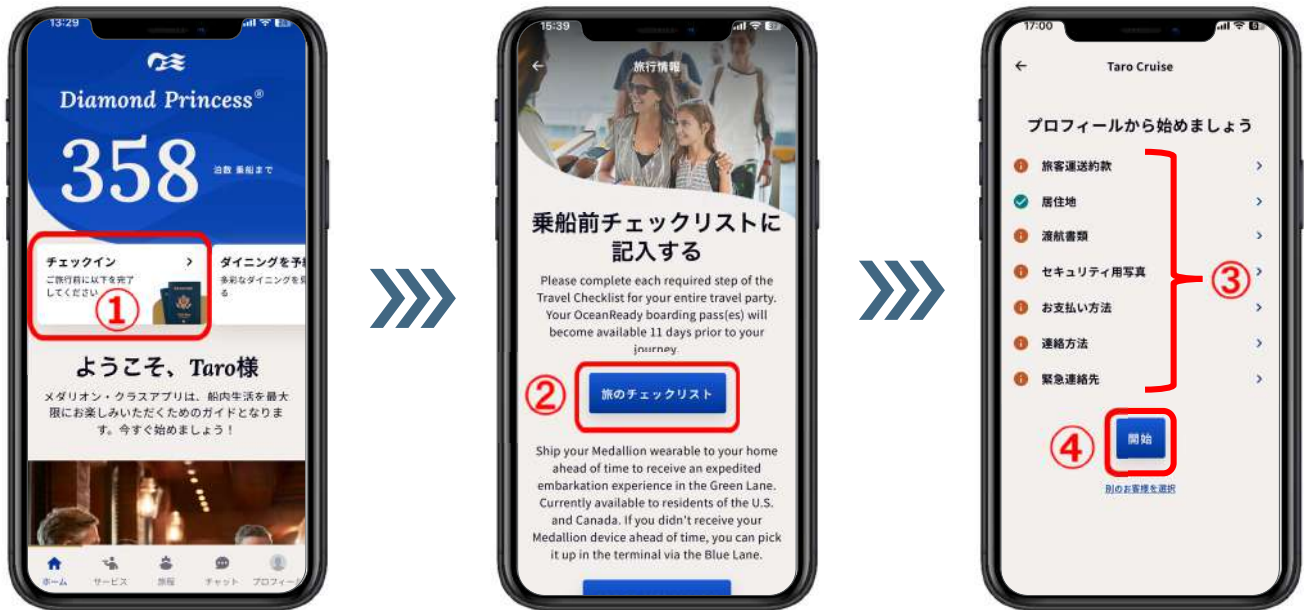 13:29
Diamond Princess®
358
泊数 乗船まで
チェックイン
ご旅行前に以下を完了
してください
①
ダイニングを予
多彩なダイニングを
る
ようこそ、Taro様
メダリオン・クラスアプリは、船内生活を最大
限にお楽しみいただくためのガイドとなりま
す。今すぐ始めましょう！
ホーム
サービス
旅程
チャット
プロフィール
15:39
旅行情報
乗船前チェックリストに
記入する
Please complete each required step of the
Travel Checklist for your entire travel party.
Your OceanReady boarding pass(es) will
become available 11 days prior to your
journey.
②
旅のチェックリスト
Ship your Medallion wearable to your home
ahead of time to receive an expedited
embarkation experience in the Green Lane.
Currently available to residents of the U.S.
and Canada. If you didn't receive your
Medallion device ahead of time, you can pick
it up in the terminal via the Blue Lane.
17:00
Taro Cruise
プロフィールから始めましょう
旅客運送約款
居住地
渡航書類
セキュリティ用写真
お支払い方法
連絡方法
緊急連絡先
③
④
開始
別のお客様を選択